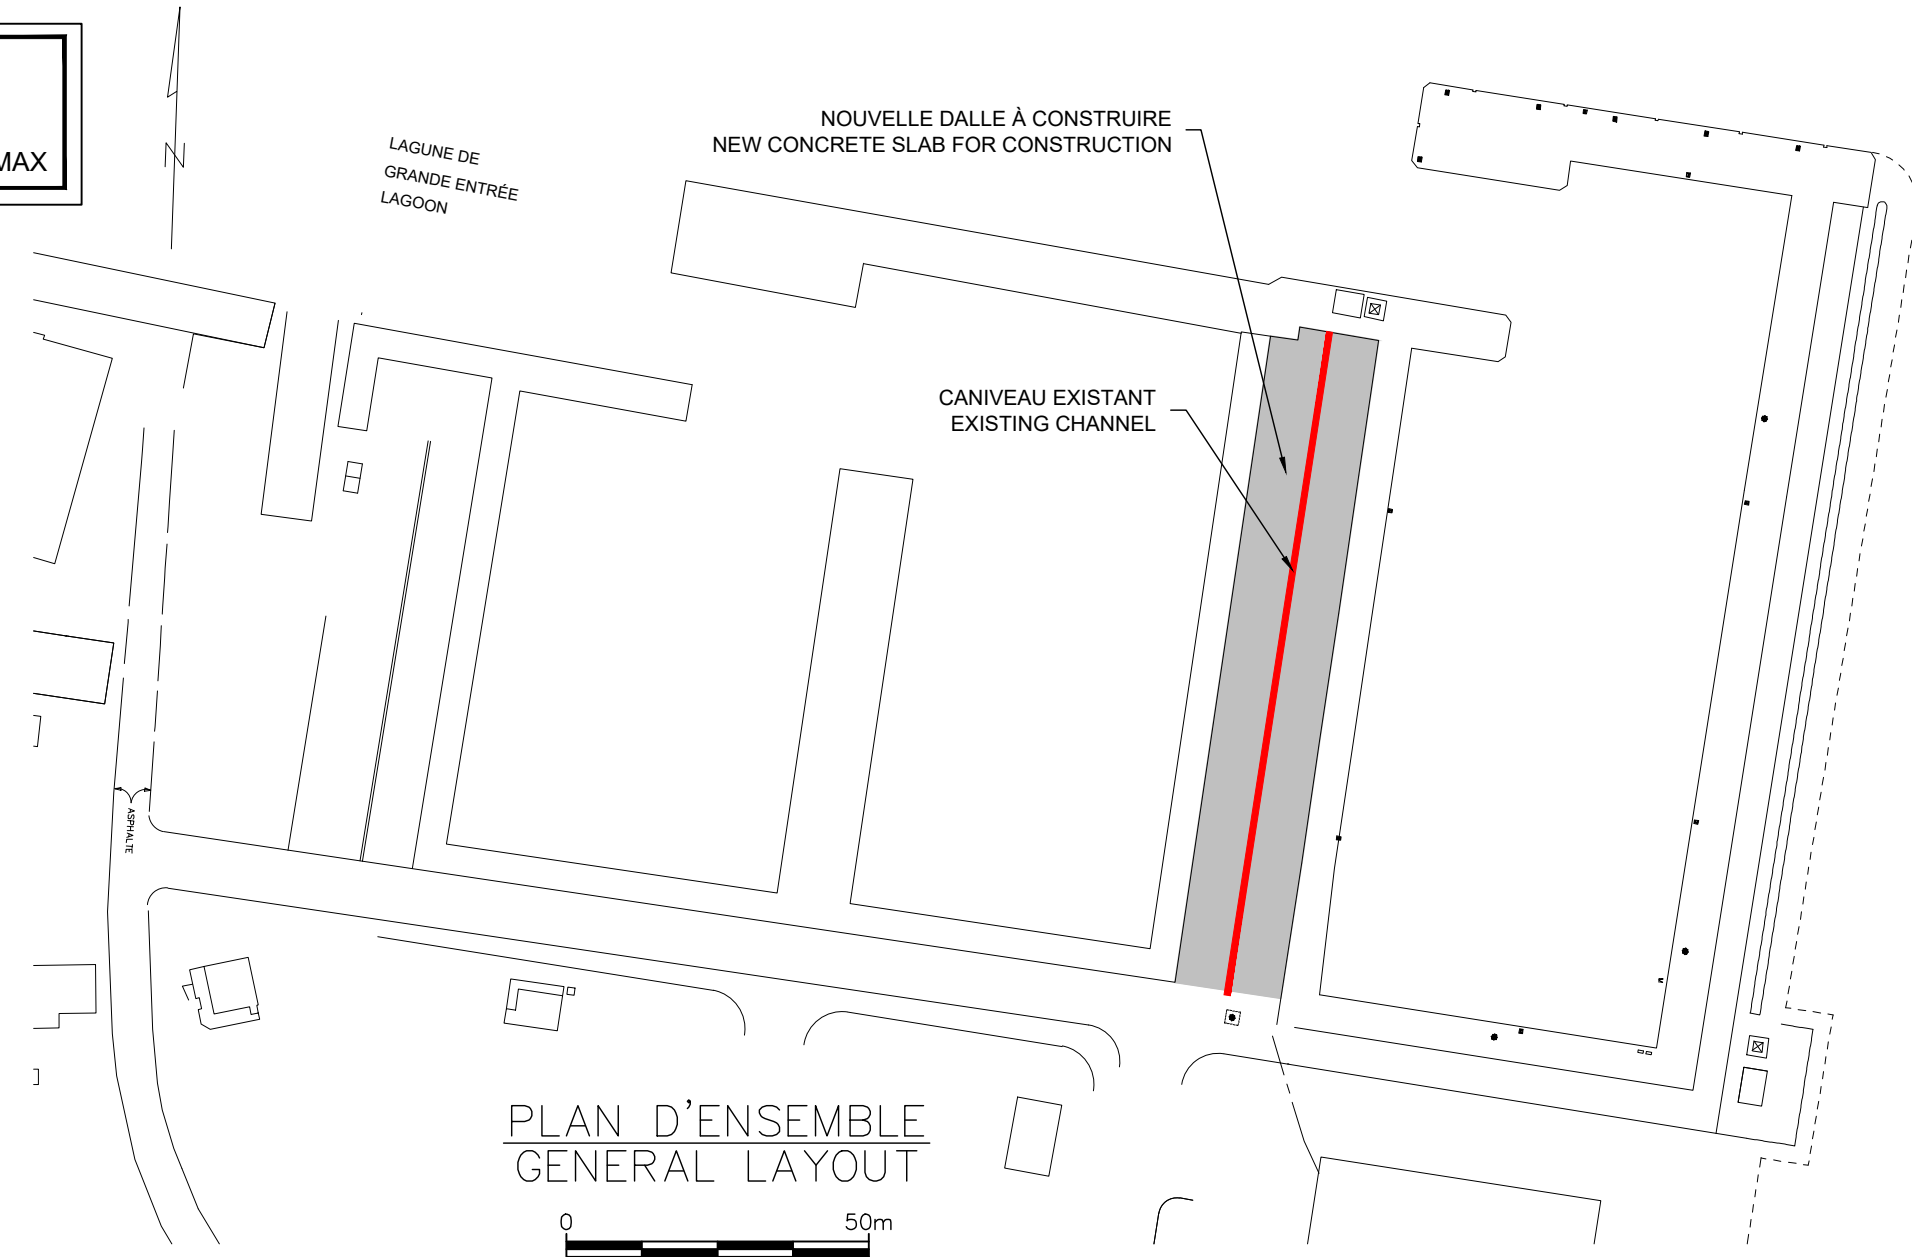 MAX
N
LAGUNE DE
GRANDE ENTRÉE
LAGOON
NOUVELLE DALLE À CONSTRUIRE
NEW CONCRETE SLAB FOR CONSTRUCTION
CANIVEAU EXISTANT
EXISTING CHANNEL
ASPHALTE
PLAN D'ENSEMBLE
GENERAL LAYOUT
0 50m